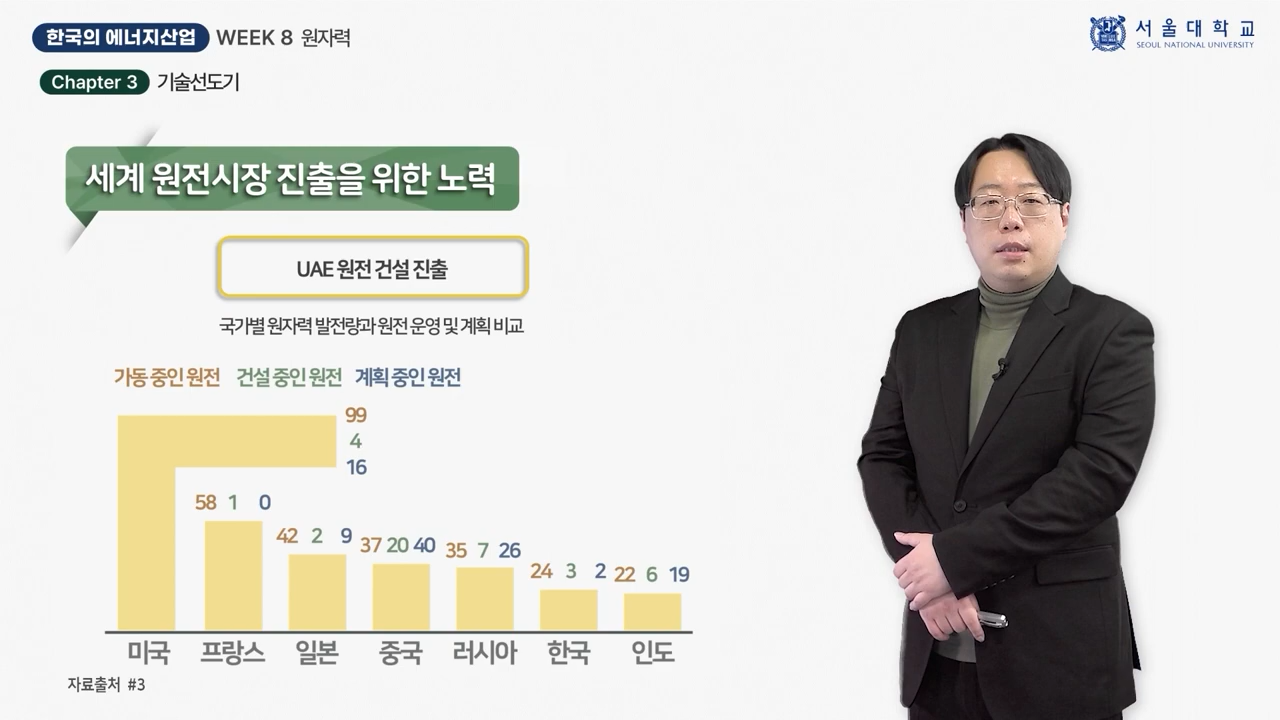 한국의 에너지산업 WEEK 8 원자력
서울대학교
SEOUL NATIONAL UNIVERSITY
Chapter 3 기술선도기
세계 원전시장 진출을 위한 노력
UAE 원전 건설 진출
국가별 원자력 발전량과 원전 운영 및 계획 비교
가동 중인 원전 건설 중인 원전 계획 중인 원전
99
4
16
58 1 0
42 2 9
37 20 40
35 7 26
24 3 2
22 6 19
미국 프랑스 일본 중국 러시아 한국 인도
자료출처 #3